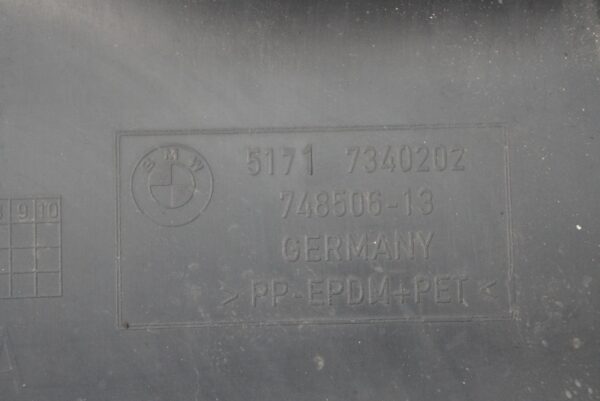 BMW
5171 7340202
748506-13
9 10
GERMANY
>PP-EPDM+PET<